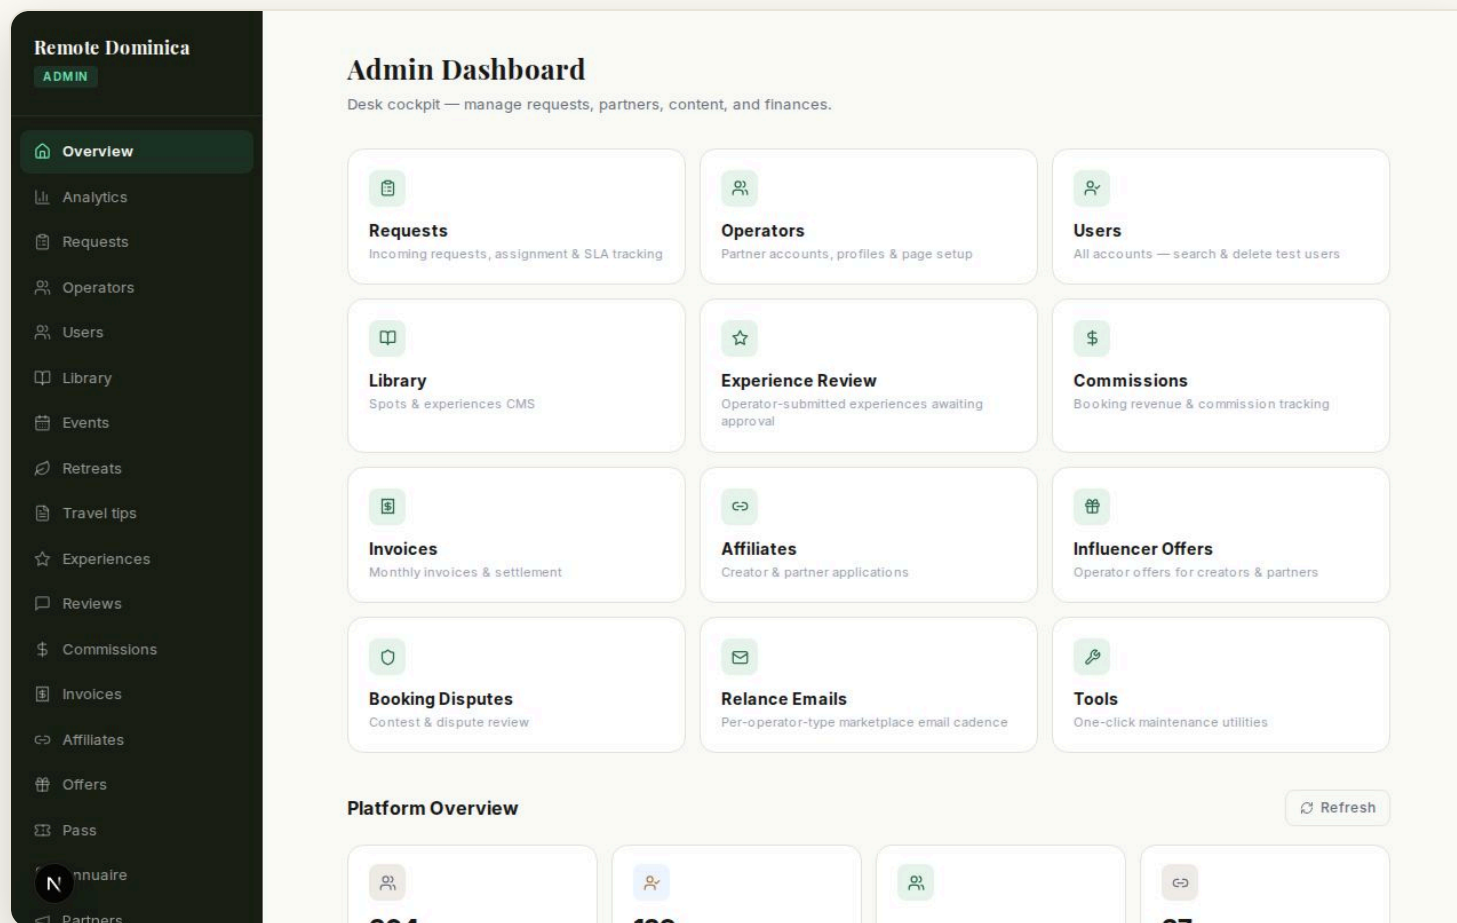 Remote Dominica
ADMIN
Overview
Analytics
Requests
Operators
Users
Library
Events
Retreats
Travel tips
Experiences
Reviews
Commissions
Invoices
Affiliates
Offers
Pass
nnuaire
Partners
N
Admin Dashboard
Desk cockpit — manage requests, partners, content, and finances.
Requests
Incoming requests, assignment & SLA tracking
Operators
Partner accounts, profiles & page setup
Users
All accounts — search & delete test users
Library
Spots & experiences CMS
Experience Review
Operator-submitted experiences awaiting
approval
Commissions
Booking revenue & commission tracking
Invoices
Monthly invoices & settlement
Affiliates
Creator & partner applications
Influencer Offers
Operator offers for creators & partners
Booking Disputes
Contest & dispute review
Relance Emails
Per-operator-type marketplace email cadence
Tools
One-click maintenance utilities
Platform Overview
Refresh